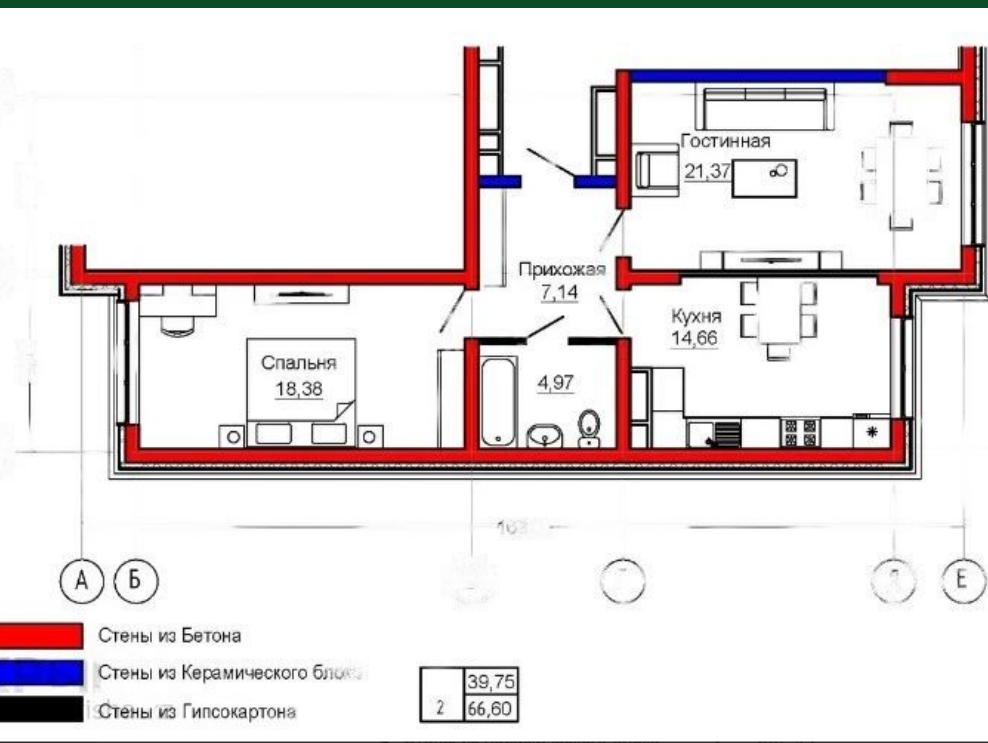 Гостинная
21,37
Прихожая
7,14
Кухня
14,66
Спальня
18,38
4,97
А Б Е
Стены из Бетона
Стены из Керамического
Стены из Гипсокартона
39,75
2 66,60